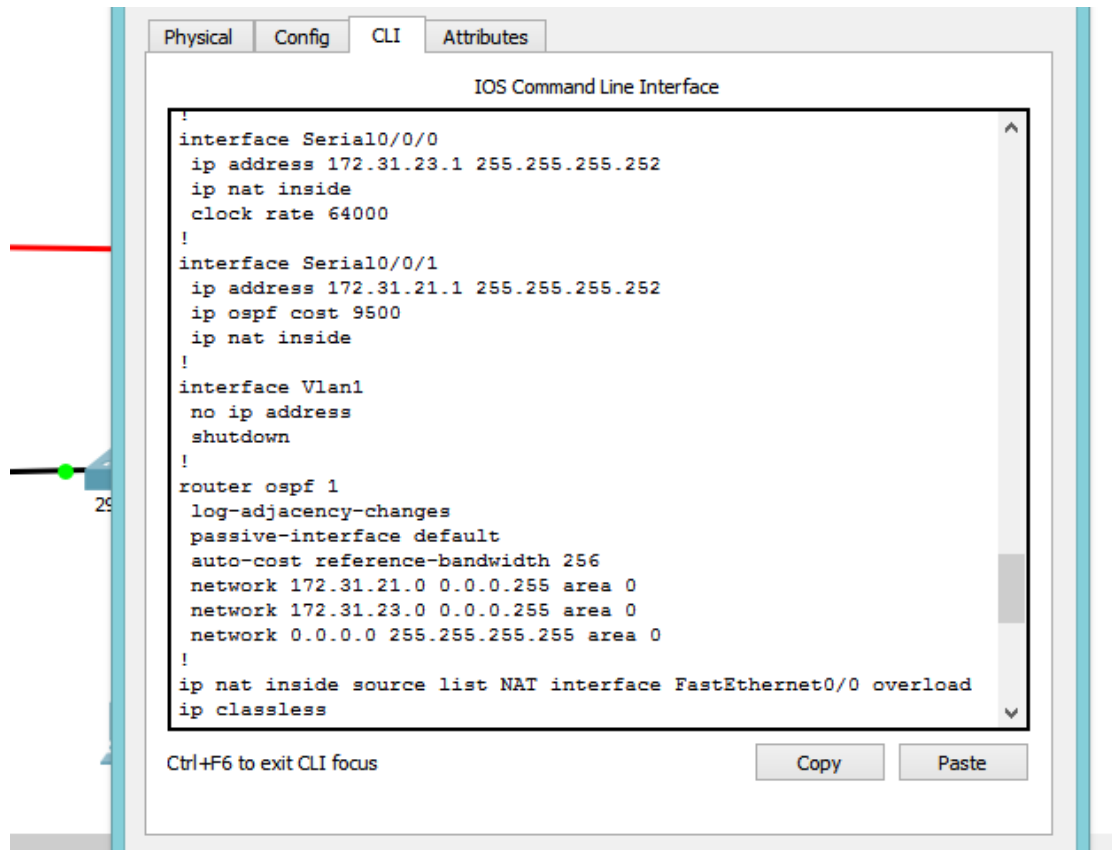 Physical Config CLI Attributes
IOS Command Line Interface
!
interface Serial0/0/0
ip address 172.31.23.1 255.255.255.252
ip nat inside
clock rate 64000
!
interface Serial0/0/1
ip address 172.31.21.1 255.255.255.252
ip ospf cost 9500
ip nat inside
!
interface Vlan1
no ip address
shutdown
!
router ospf 1
log-adjacency-changes
passive-interface default
auto-cost reference-bandwidth 256
network 172.31.21.0 0.0.0.255 area 0
network 172.31.23.0 0.0.0.255 area 0
network 0.0.0.0 255.255.255.255 area 0
!
ip nat inside source list NAT interface FastEthernet0/0 overload
ip classless
Ctrl+F6 to exit CLI focus
Copy Paste
29